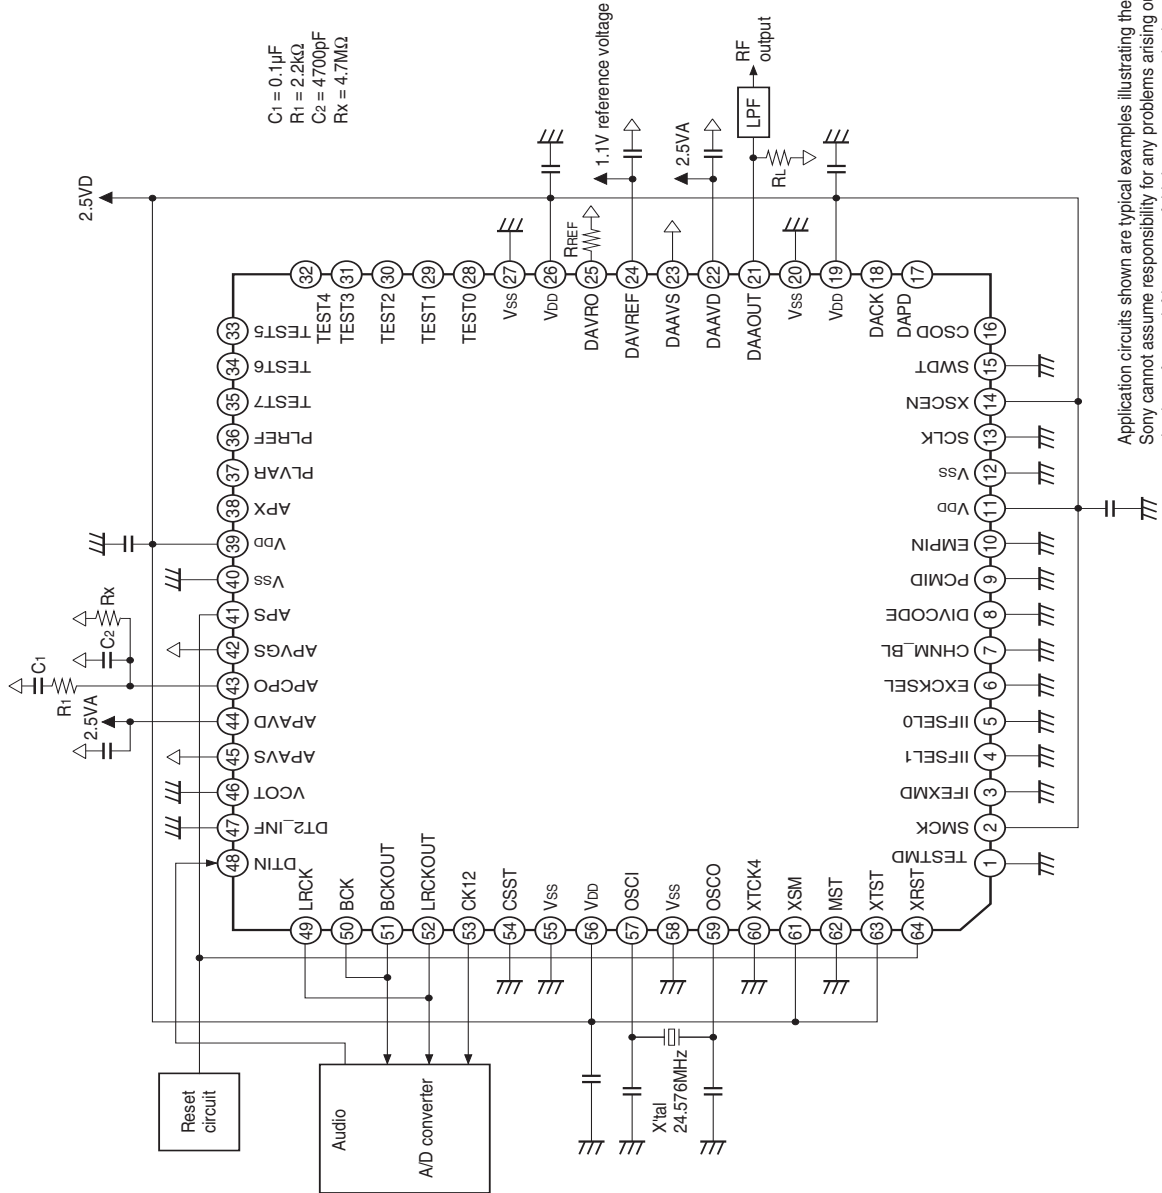 C1 = 0.1µF
R1 = 2.2kΩ
C2 = 4700pF
Rx = 4.7MΩ
2.5VD
1.1V reference voltage
2.5VA
RF
output
LPF
RL
RREF
32
31
30
29
28
27
26
25
24
23
22
21
20
19
18
17
TEST4
TEST3
TEST2
TEST1
TEST0
VSS
VDD
DAVRO
DAVREF
DAAVS
DAAVD
DAAOUT
VSS
VDD
DACK
DAPD
33 TEST5
34 TEST6
35 TEST7
36 PLREF
37 PLVAR
38 APX
39 VDD
40 VSS
41 APS
42 APVGS
43 APCPO
44 APAVD
45 APAVS
46 VCOT
47 DT2_INF
48 DTIN
Rx
C2
C1
R1
2.5VA
CSOD 16
SWDT 15
XSCEN 14
SCLK 13
VSS 12
VDD 11
EMPIN 10
PCMID 9
DIVCODE 8
CHNM_BL 7
EXCKSEL 6
IIFSEL0 5
IIFSEL1 4
IFEXMD 3
SMCK 2
TESTMD 1
LRCK
BCK
BCKOUT
LRCKOUT
CK12
CSST
VSS
VDD
OSCI
VSS
OSCO
XTCK4
XSM
MST
XTST
XRST
49
50
51
52
53
54
55
56
57
58
59
60
61
62
63
64
Reset
circuit
Audio
A/D converter
X'tal
24.576MHz
Application circuits shown are typical examples illustrating the
Sony cannot assume responsibility for any problems arising